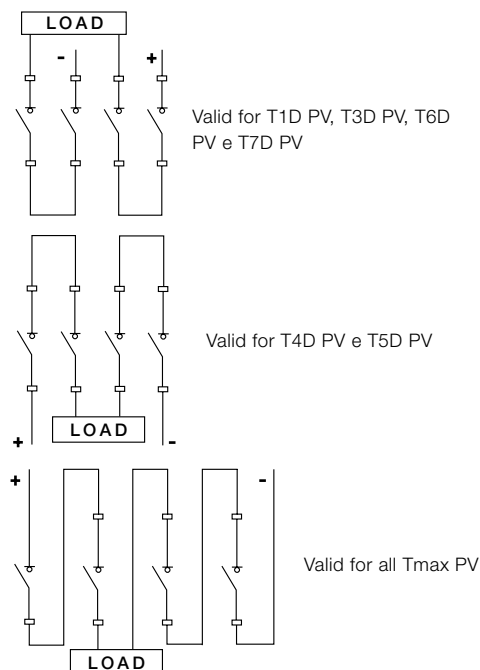 LOAD
- +
Valid for T1D PV, T3D PV, T6D
PV e T7D PV
Valid for T4D PV e T5D PV
LOAD
+ -
+ -
Valid for all Tmax PV
LOAD